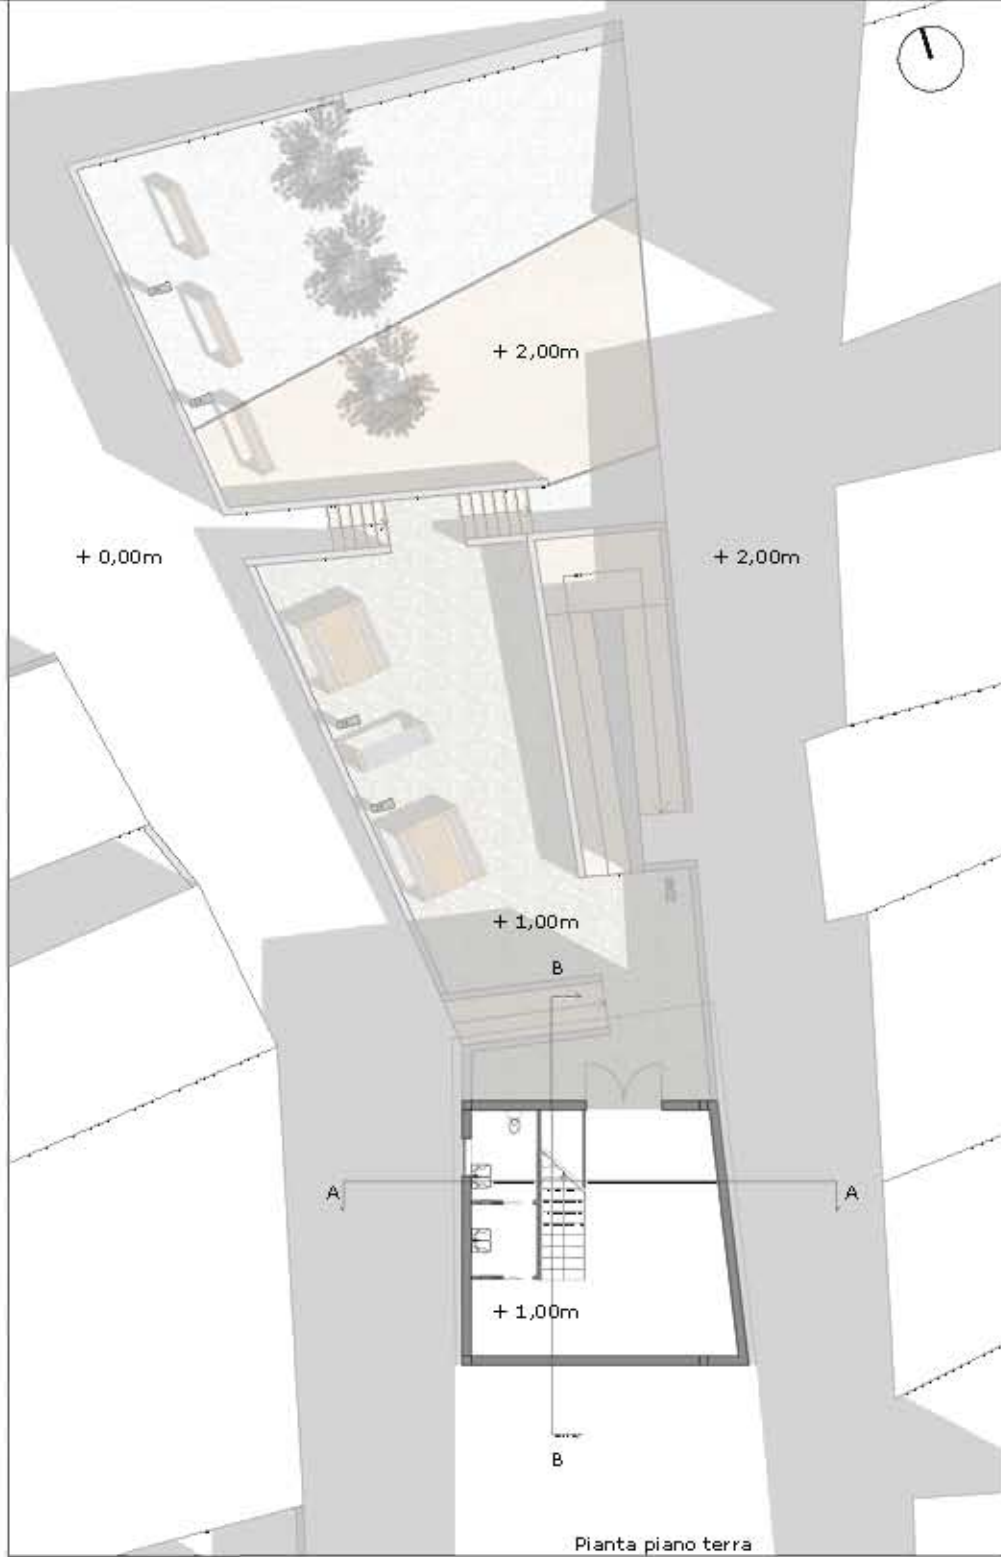 + 2,00m
+ 0,00m
+ 2,00m
+ 1,00m
B
A
A
+ 1,00m
B
Pianta piano terra